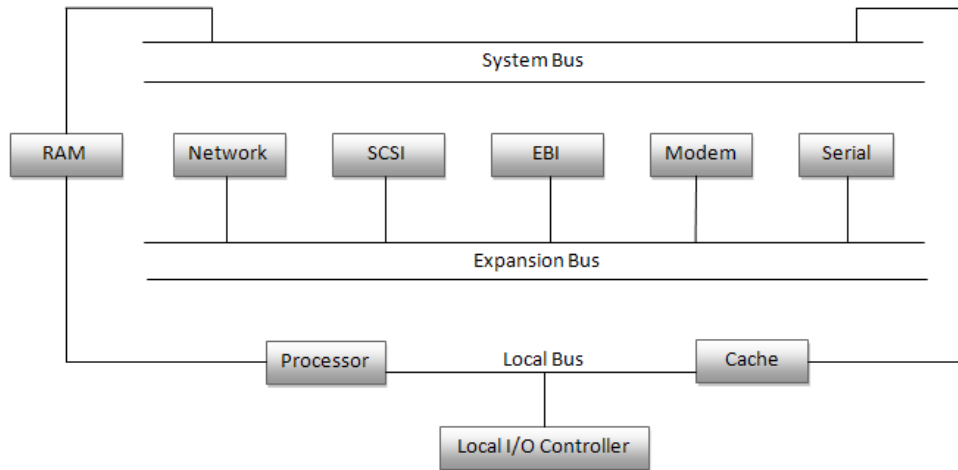 System Bus
RAM
Network
SCSI
EBI
Modem
Serial
Expansion Bus
Processor
Local Bus
Cache
Local I/O Controller